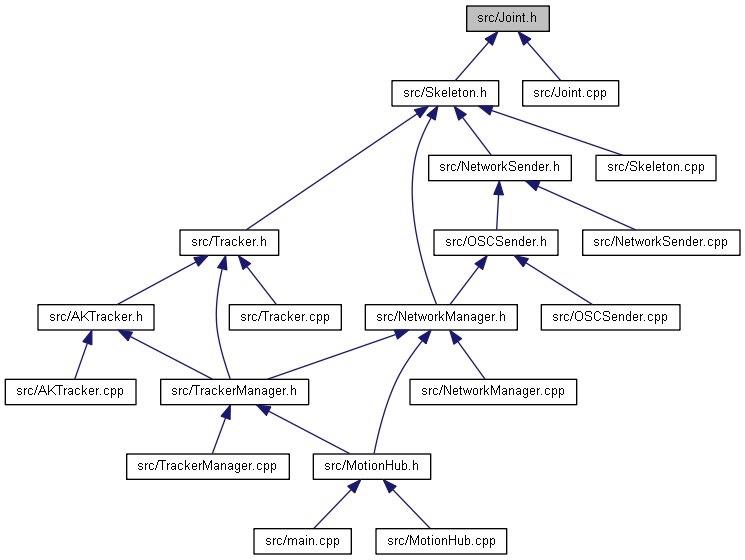 src/Joint.h
src/Skeleton.h
src/Joint.cpp
src/NetworkSender.h
src/Skeleton.cpp
src/Tracker.h
src/OSCSender.h
src/NetworkSender.cpp
src/AKTracker.h
src/Tracker.cpp
src/NetworkManager.h
src/OSCSender.cpp
src/AKTracker.cpp
src/TrackerManager.h
src/NetworkManager.cpp
src/TrackerManager.cpp
src/MotionHub.h
src/main.cpp
src/MotionHub.cpp